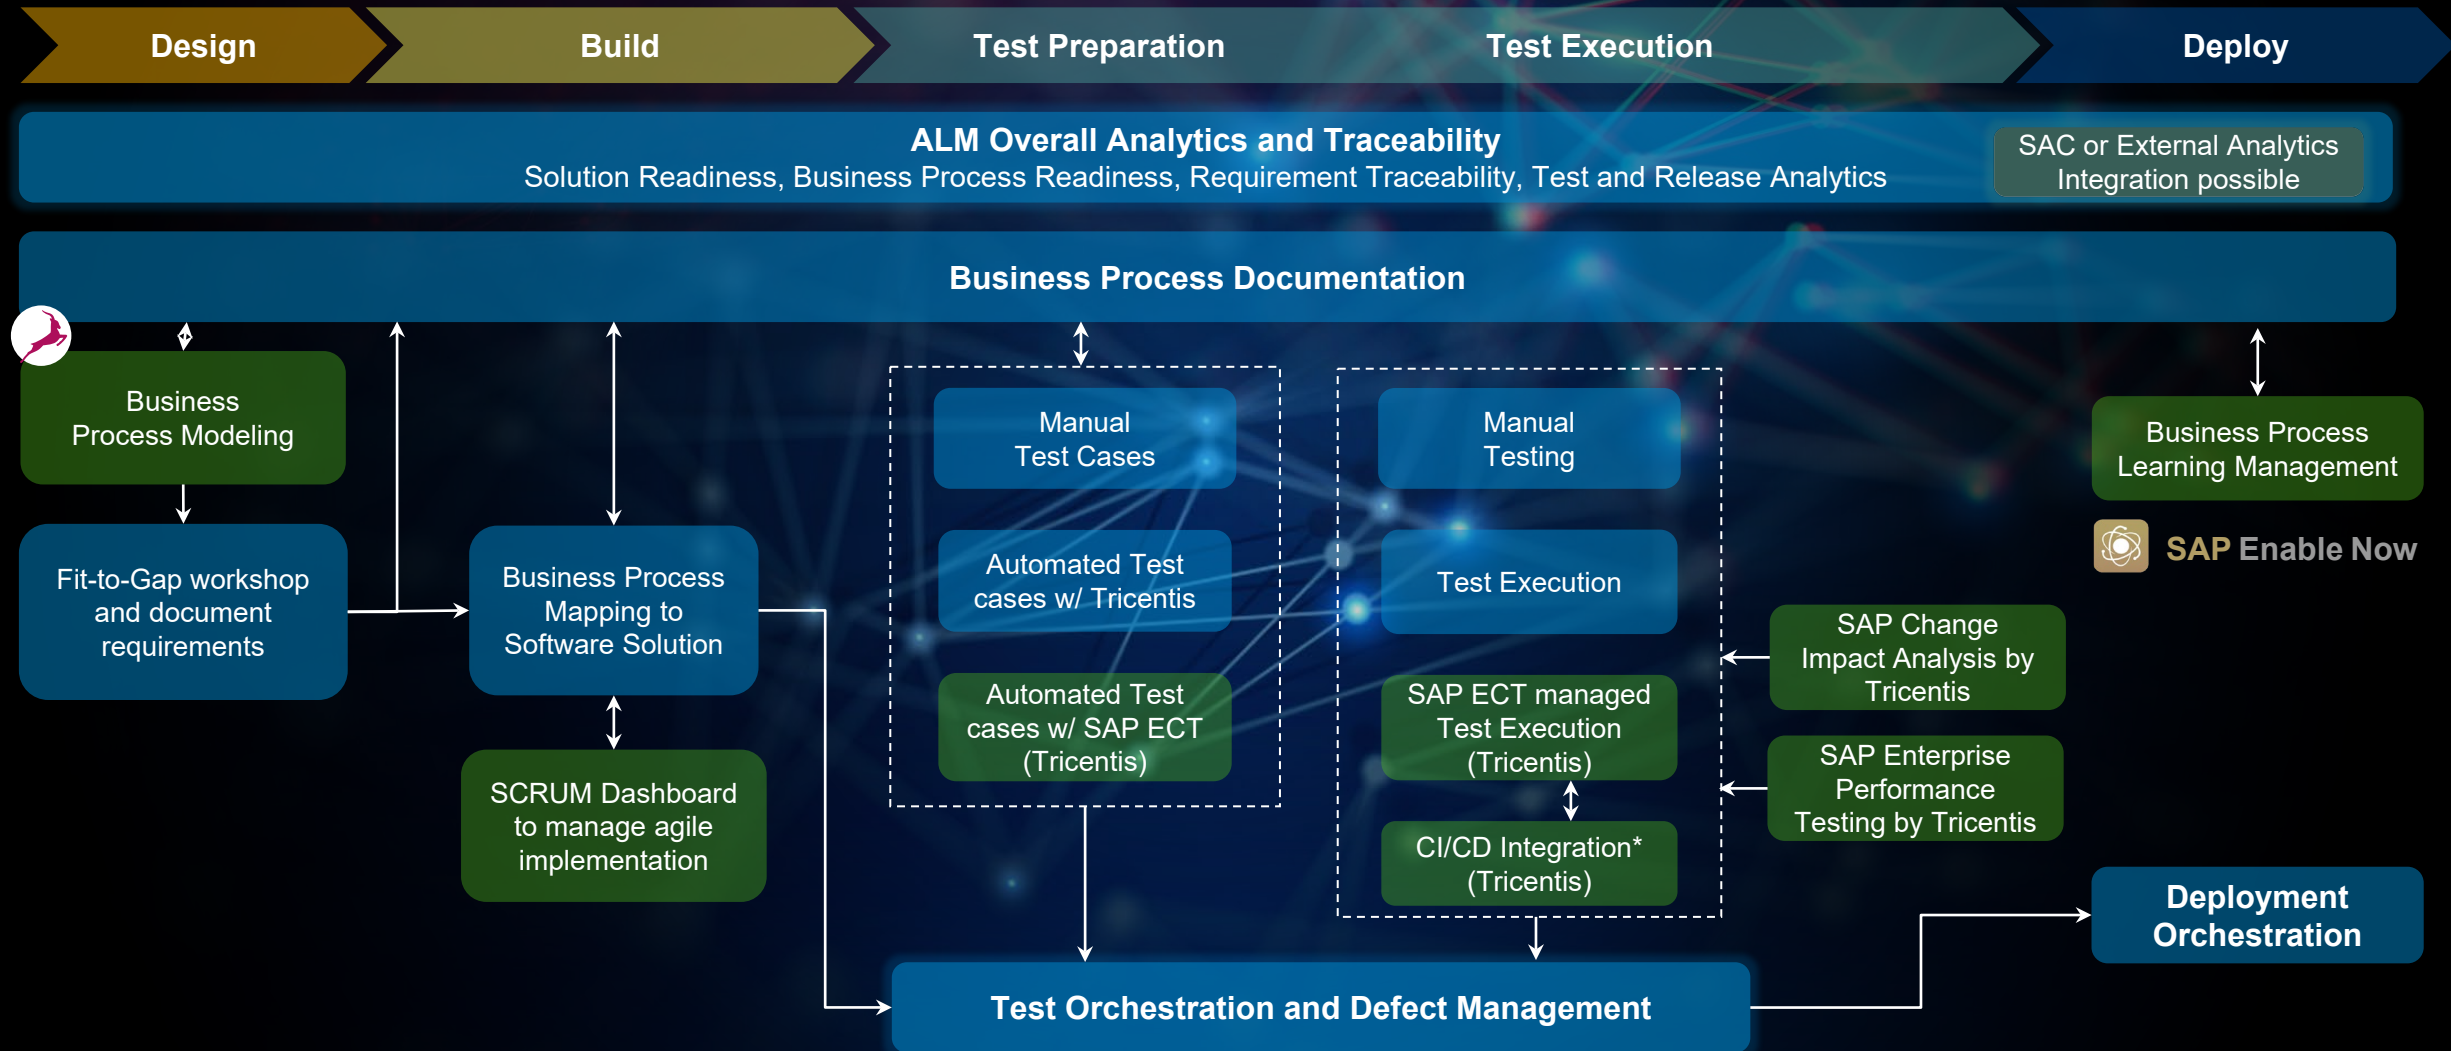 Design
Build
Test Preparation
Test Execution
Deploy
ALM Overall Analytics and Traceability
Solution Readiness, Business Process Readiness, Requirement Traceability, Test and Release Analytics
SAC or External Analytics
Integration possible
Business Process Documentation
Business
Process Modeling
Fit-to-Gap workshop
and document
requirements
Business Process
Mapping to
Software Solution
SCRUM Dashboard
to manage agile
implementation
Manual
Test Cases
Automated Test
cases w/ Tricentis
Automated Test
cases w/ SAP ECT
(Tricentis)
Manual
Testing
Test Execution
SAP ECT managed
Test Execution
(Tricentis)
CI/CD Integration*
(Tricentis)
SAP Change
Impact Analysis by
Tricentis
SAP Enterprise
Performance
Testing by Tricentis
Business Process
Learning Management
SAP Enable Now
Deployment
Orchestration
Test Orchestration and Defect Management